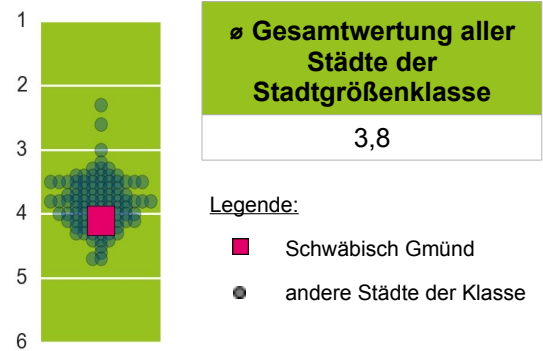 1
2
3
4
5
6
⌀ Gesamtwertung aller
Städte der
Stadtgrößenklasse
3,8
Legende:
Schwäbisch Gmünd
andere Städte der Klasse